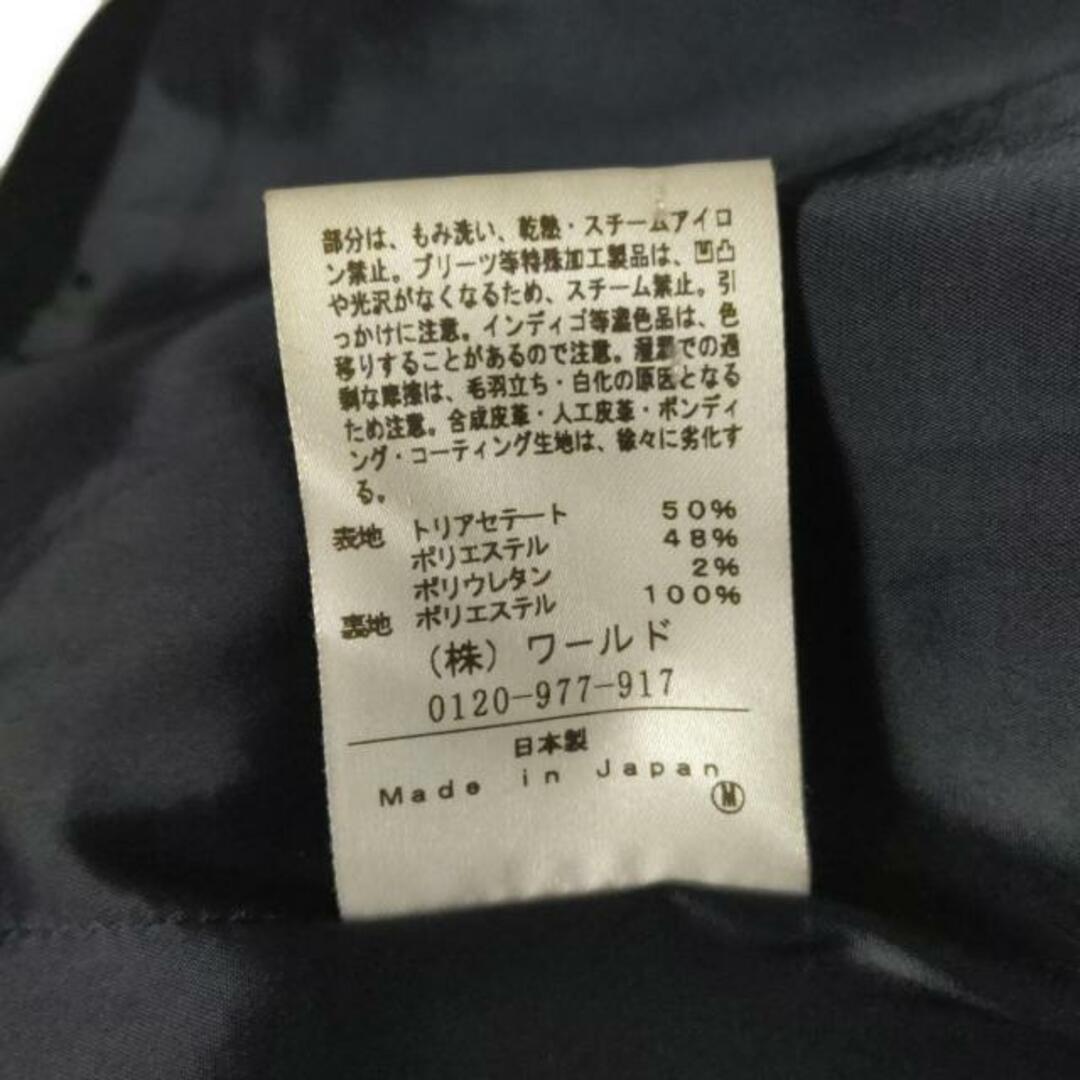 部分は、もみ洗い、乾熱・スチームアイロ
ン禁止。プリーツ等特殊加工製品は、凹凸
や光沢がなくなるため、スチーム禁止。引
っかけに注意。インディゴ等濃色品は、色
移りすることがあるので注意。湿潤での過
剰な摩擦は、毛羽立ち・白化の原因となる
ため注意。合成皮革・人工皮革・ボンディ
ング・コーティング生地は、徐々に劣化す
る。
表地 トリアセテート 50%
ポリエステル 48%
ポリウレタン 2%
裏地 ポリエステル 100%
(株) ワールド
0120-977-917
日本製
Made in Japan
M